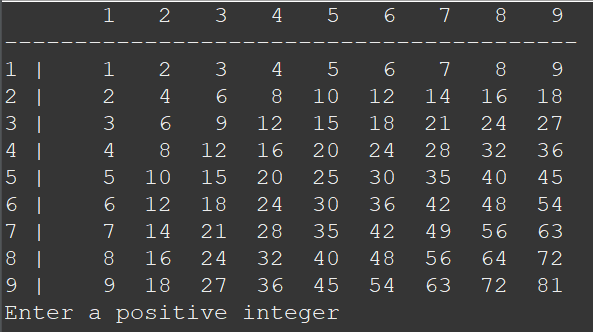 1   2   3   4   5   6   7   8   9
-----------------------------------------
1 |     1   2   3   4   5   6   7   8   9
2 |     2   4   6   8  10  12  14  16  18
3 |     3   6   9  12  15  18  21  24  27
4 |     4   8  12  16  20  24  28  32  36
5 |     5  10  15  20  25  30  35  40  45
6 |     6  12  18  24  30  36  42  48  54
7 |     7  14  21  28  35  42  49  56  63
8 |     8  16  24  32  40  48  56  64  72
9 |     9  18  27  36  45  54  63  72  81
Enter a positive integer